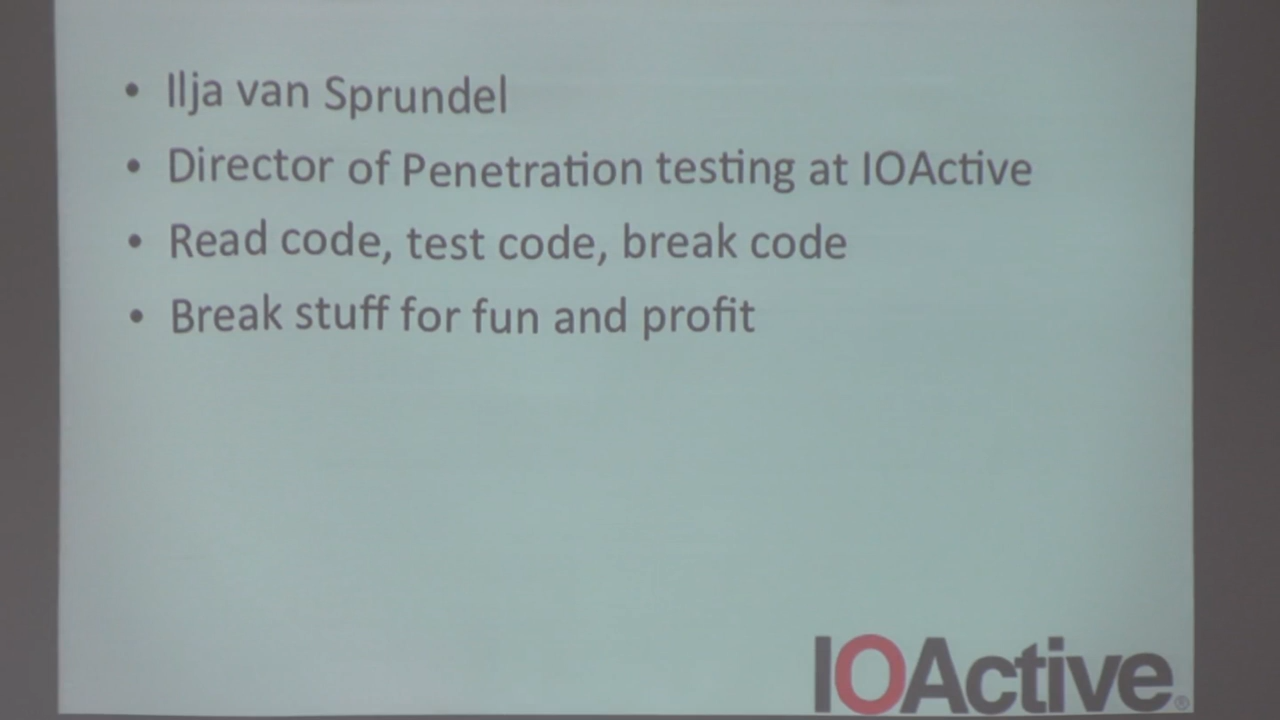 • Ilja van Sprundel
• Director of Penetration testing at IOActive
• Read code, test code, break code
• Break stuff for fun and profit
IOActive®